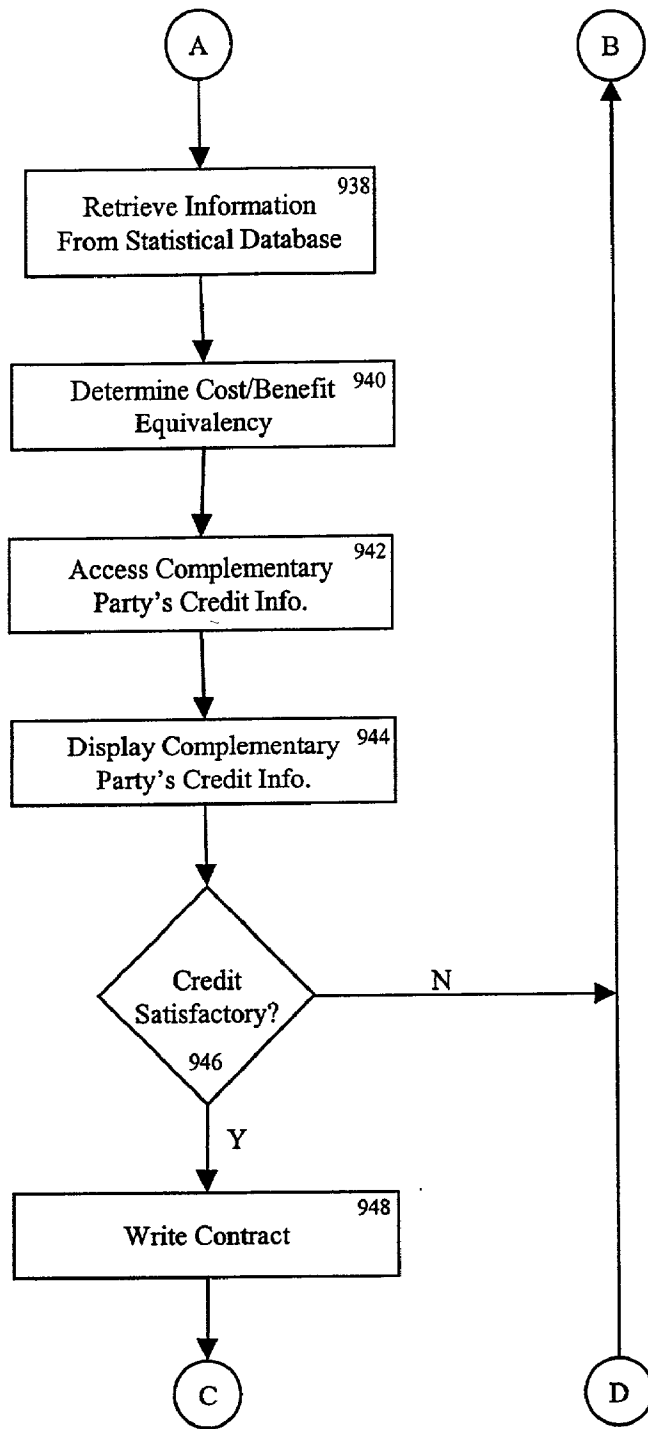 A
B
938
Retrieve Information
From Statistical Database
940
Determine Cost/Benefit
Equivalency
942
Access Complementary
Party's Credit Info.
944
Display Complementary
Party's Credit Info.
Credit
Satisfactory?
946
N
Y
948
Write Contract
C
D